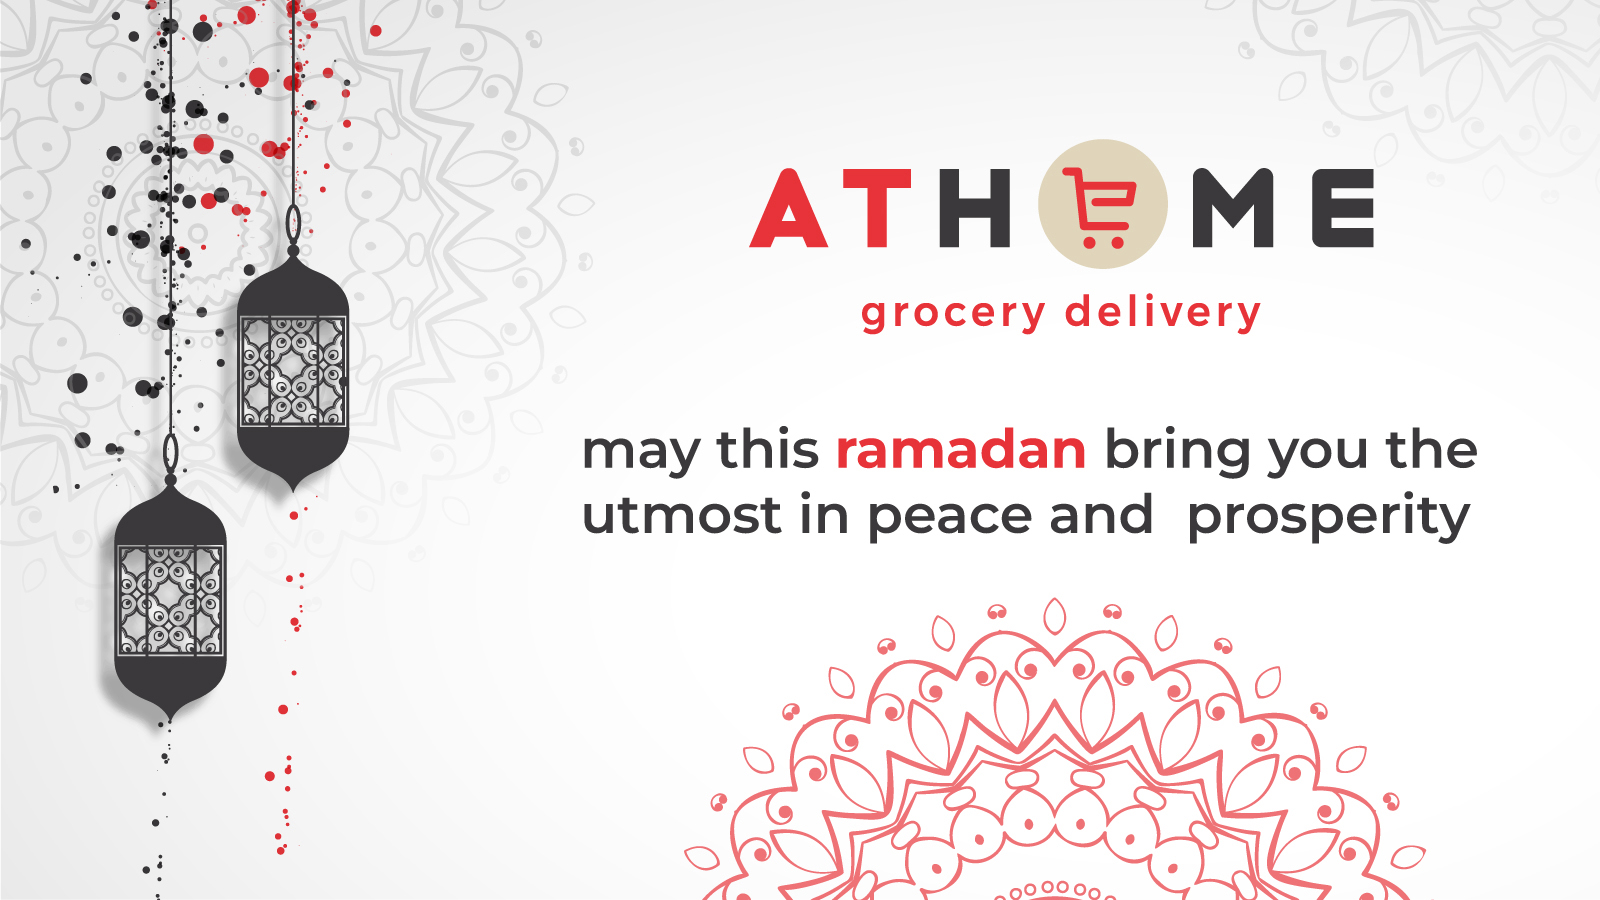 ATHOME
grocery delivery
may this ramadan bring you the
utmost in peace and  prosperity